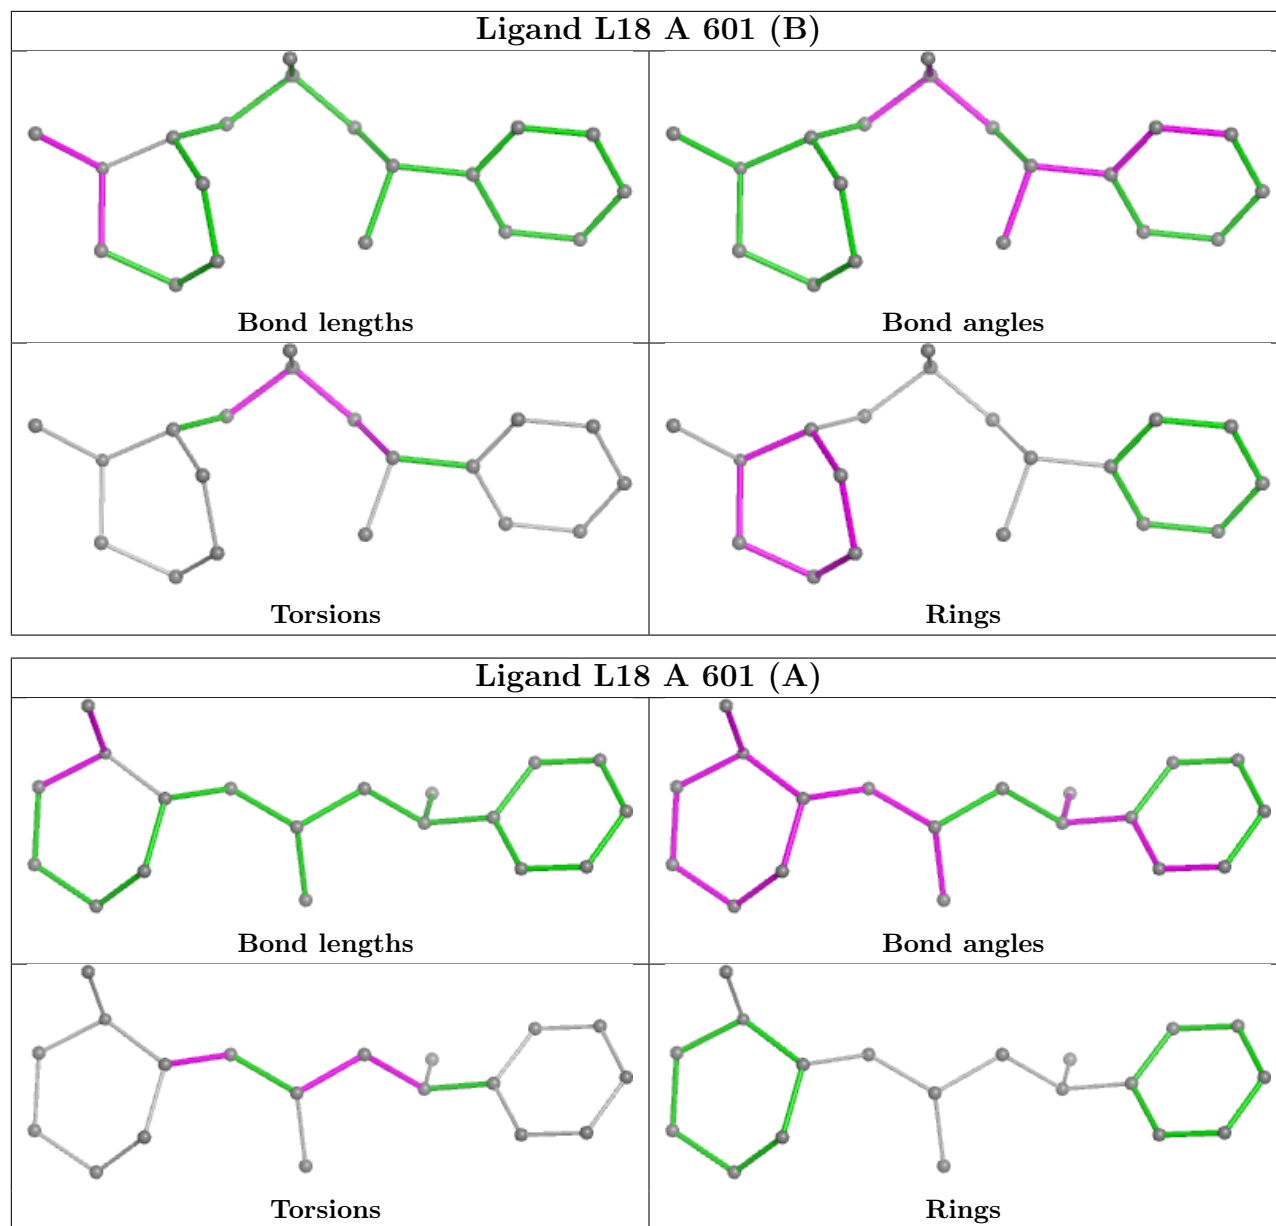 Ligand L18 A 601 (B)
Bond lengths
Bond angles
Torsions
Rings
Ligand L18 A 601 (A)
Bond lengths
Bond angles
Torsions
Rings